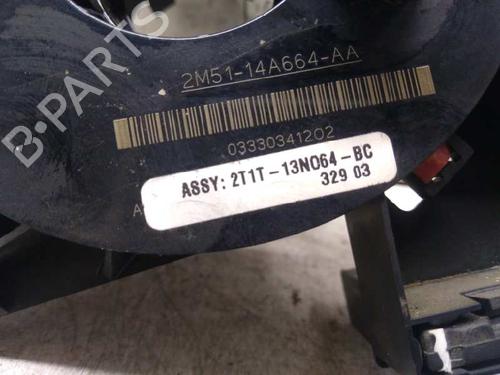 2M51-14A664-AA
03330341202
ASSY: 2T1T-13N064-BC
329 03
B-PARTS